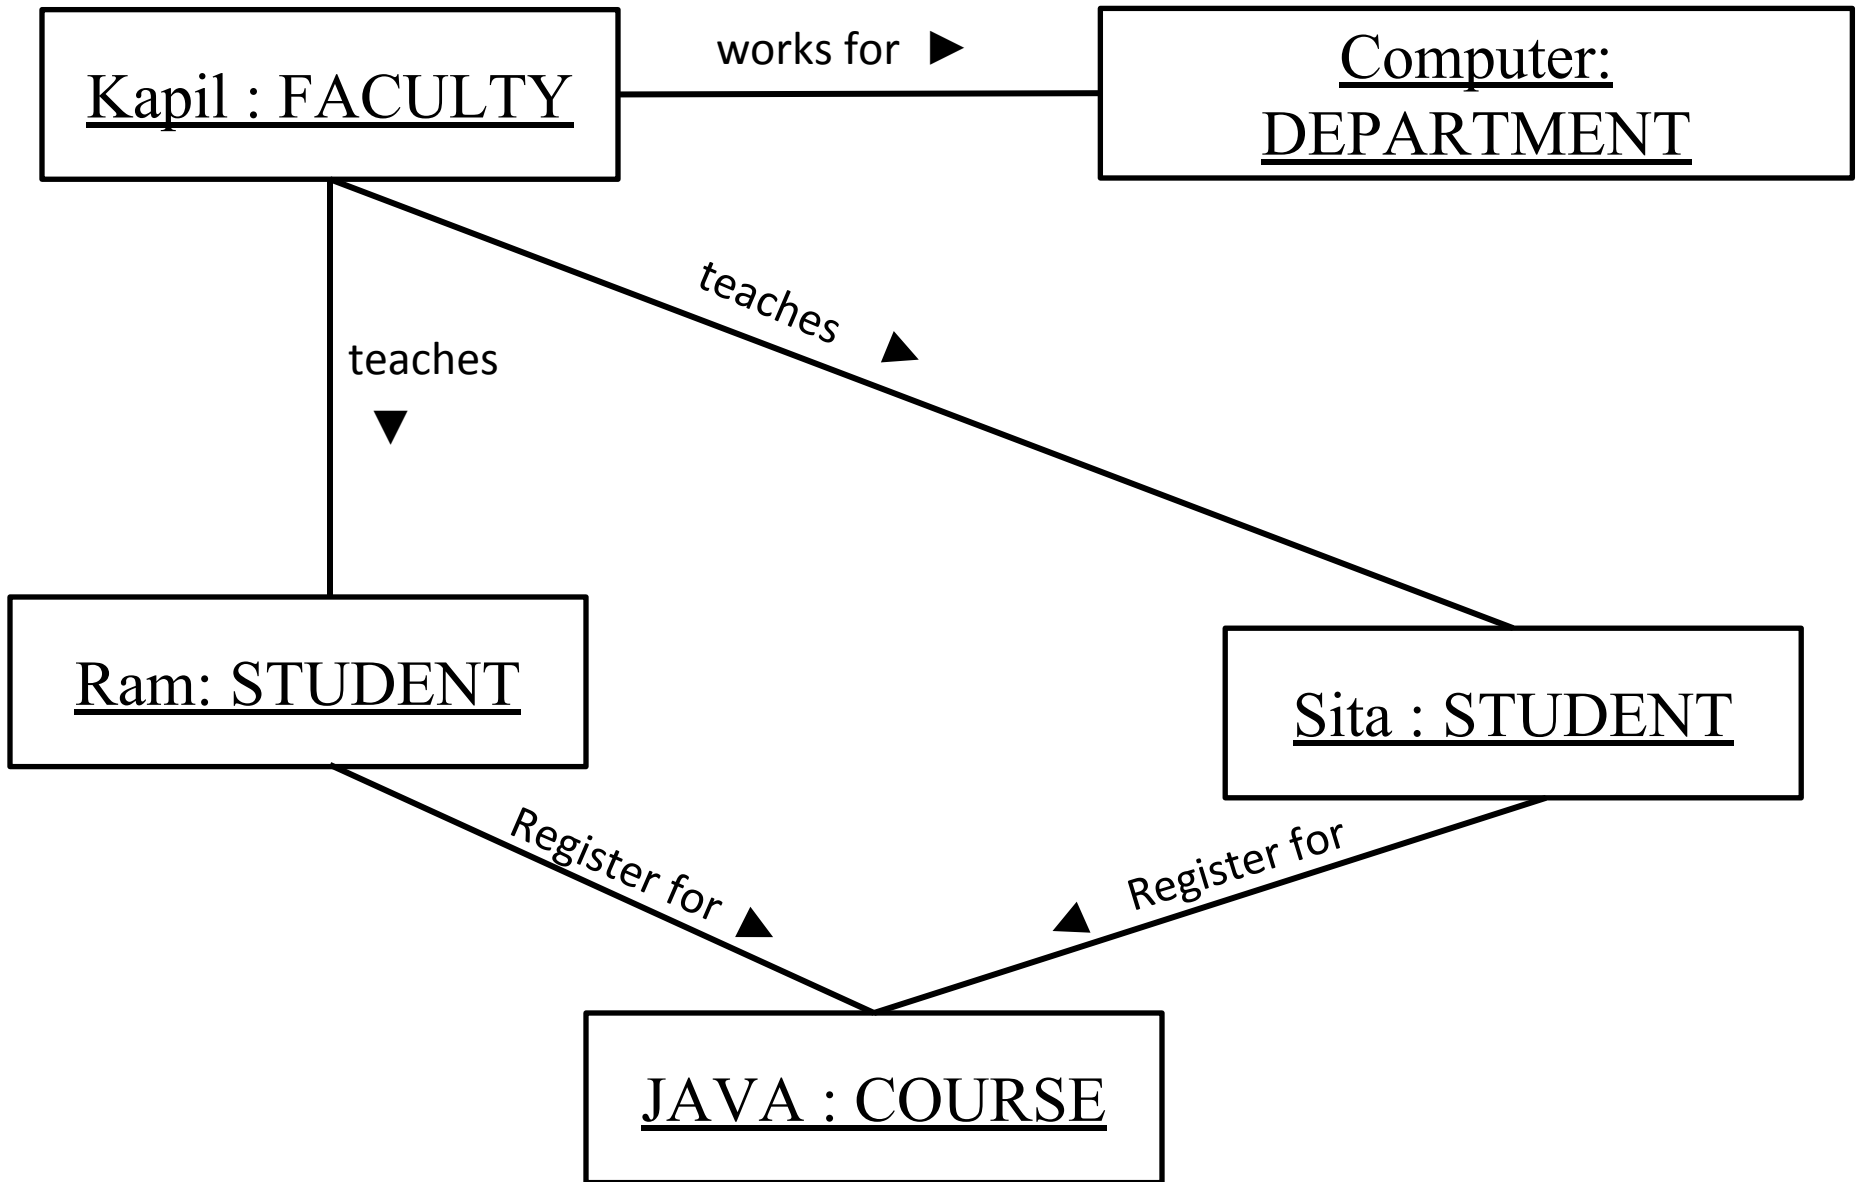 works for ►
Kapil : FACULTY
Computer:
DEPARTMENT
teaches
teaches
Ram: STUDENT
Sita : STUDENT
Register for
Register for
JAVA : COURSE